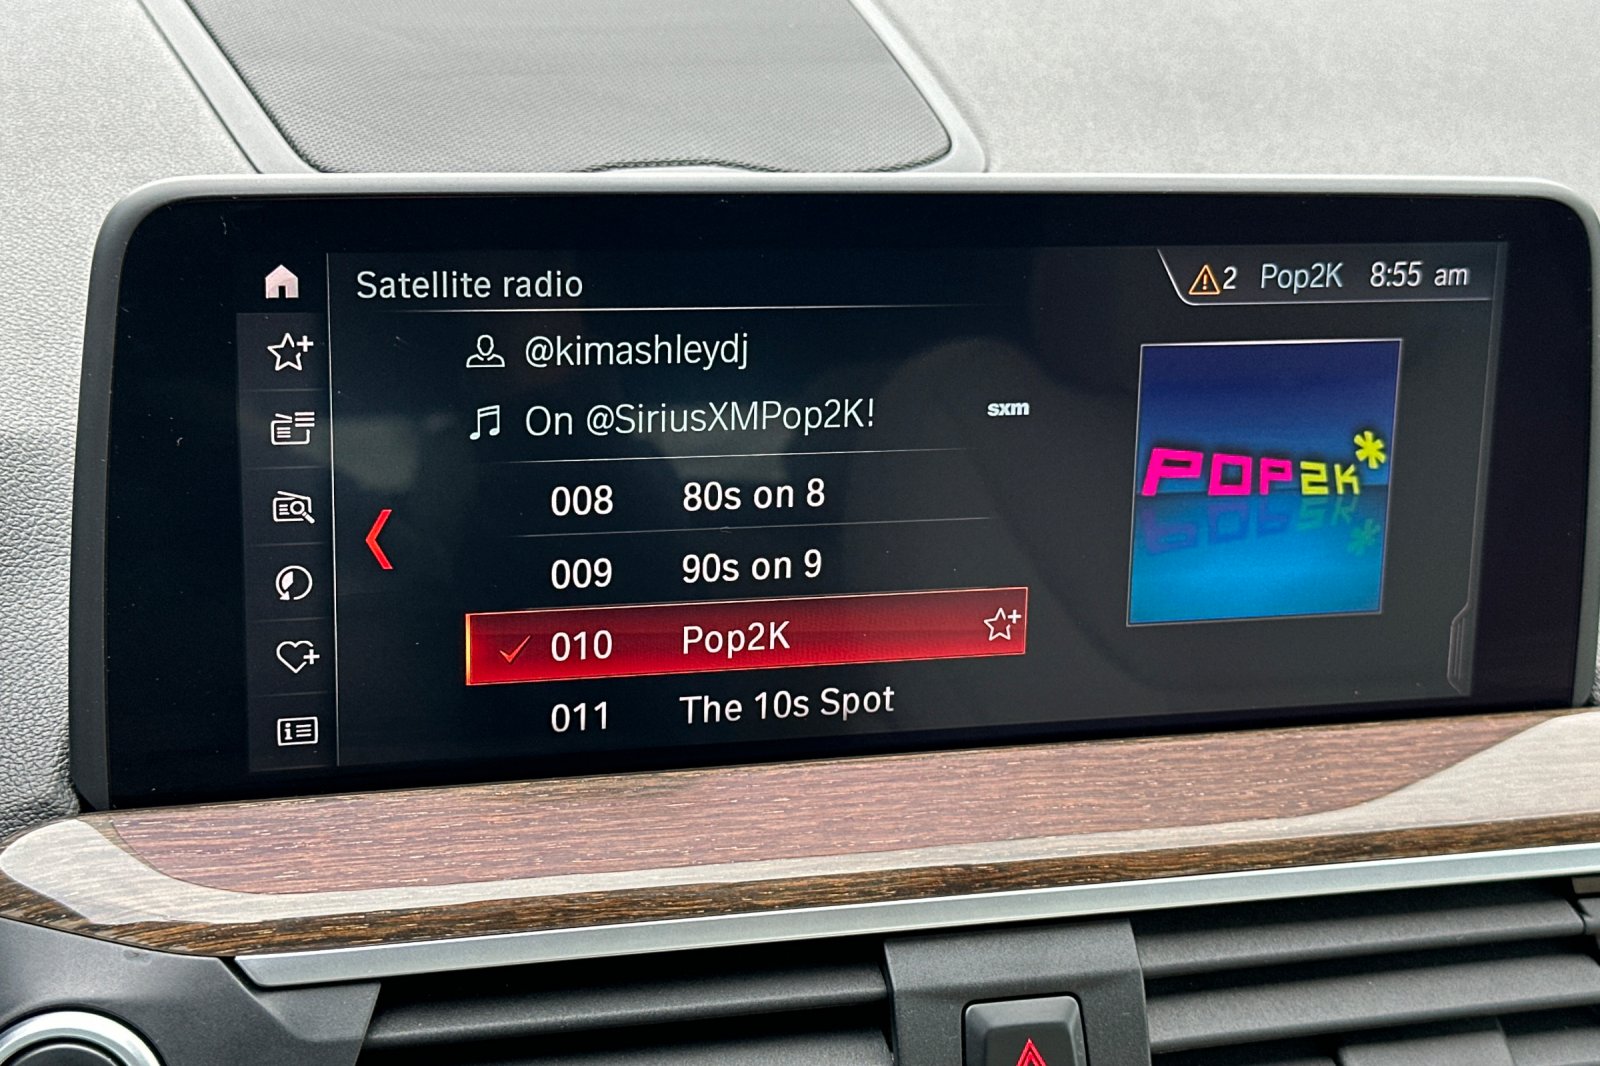 Satellite radio
2 Pop2K 8:55 am
@kimashleydj
On @SiriusXMPop2K!
sxm
008 80s on 8
009 90s on 9
010 Pop2K
011 The 10s Spot
POP2K*